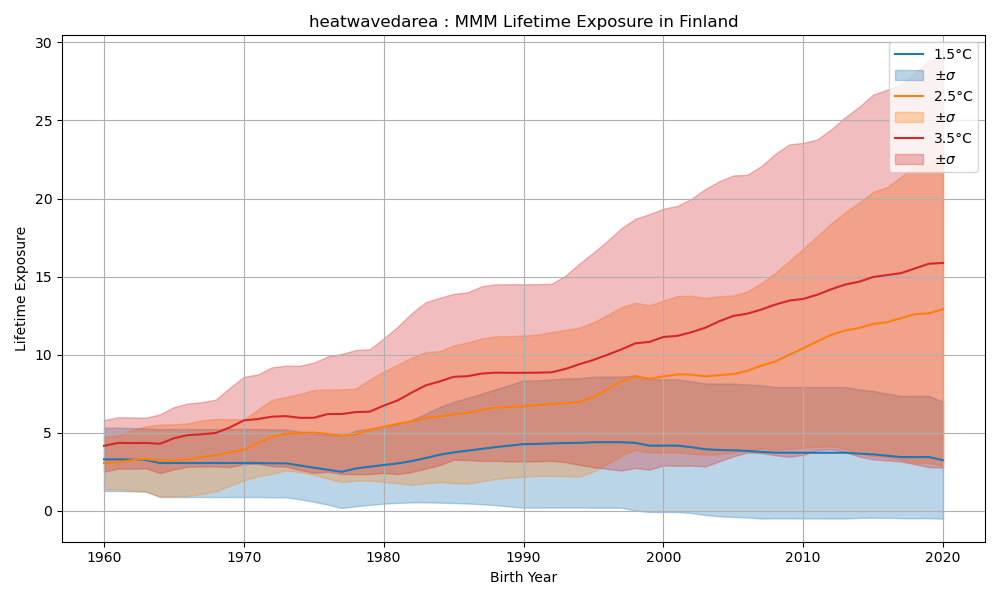 heatwavedarea : MMM Lifetime Exposure in Finland
Lifetime Exposure
30
25
20
15
10
5
0
1.5°C
±σ
2.5°C
±σ
3.5°C
±σ
1960
1970
1980
1990
2000
2010
2020
Birth Year